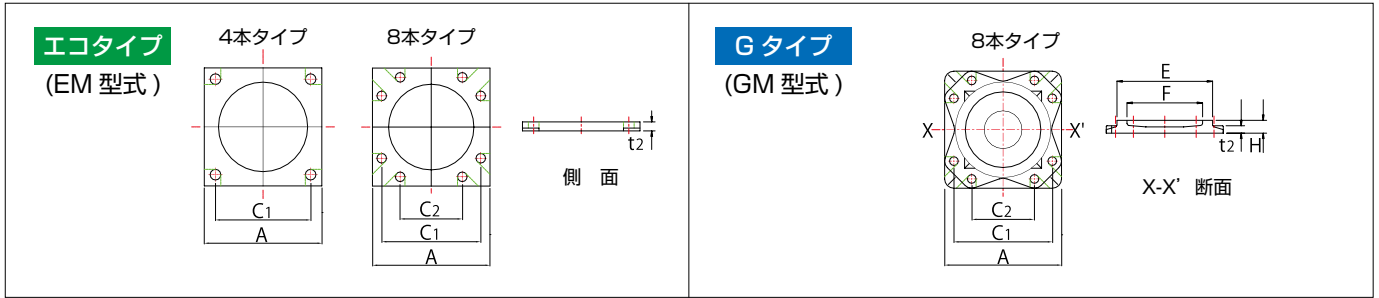 エコタイプ
(EM 型式 )
4本タイプ
C1
A
8本タイプ
C2
C1
A
t2
側 面
G タイプ
(GM 型式 )
8本タイプ
X
X'
C2
C1
A
E
F
t2
H
X-X' 断面